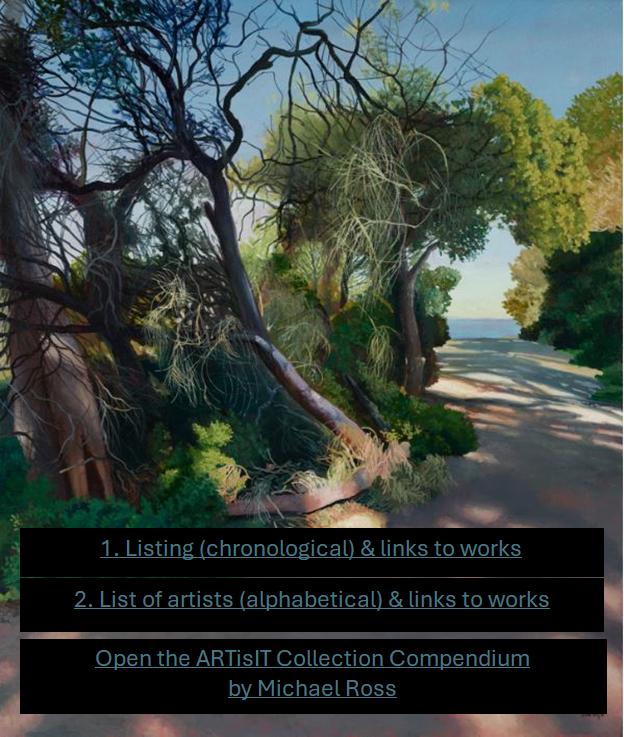 1. Listing (chronological) & links to works
2. List of artists (alphabetical) & links to works
Open the ARTisIT Collection Compendium
by Michael Ross